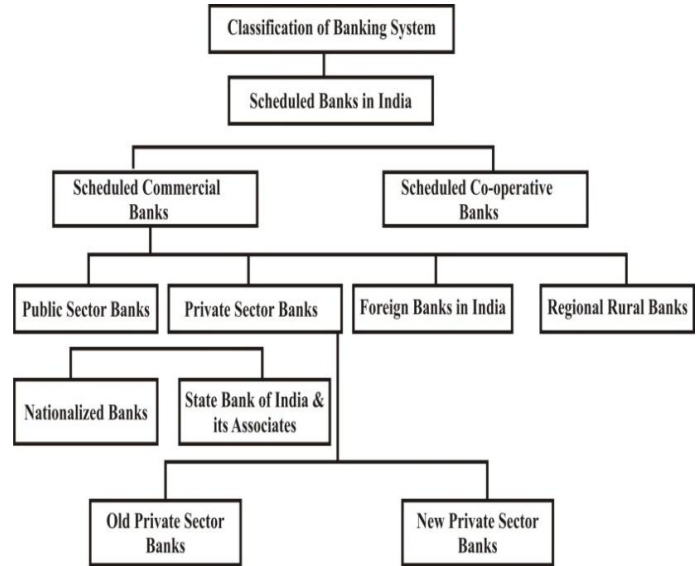 Classification of Banking System
Scheduled Banks in India
Scheduled Commercial
Banks
Scheduled Co-operative
Banks
Public Sector Banks
Private Sector Banks
Foreign Banks in India
Regional Rural Banks
Nationalized Banks
State Bank of India &
its Associates
Old Private Sector
Banks
New Private Sector
Banks